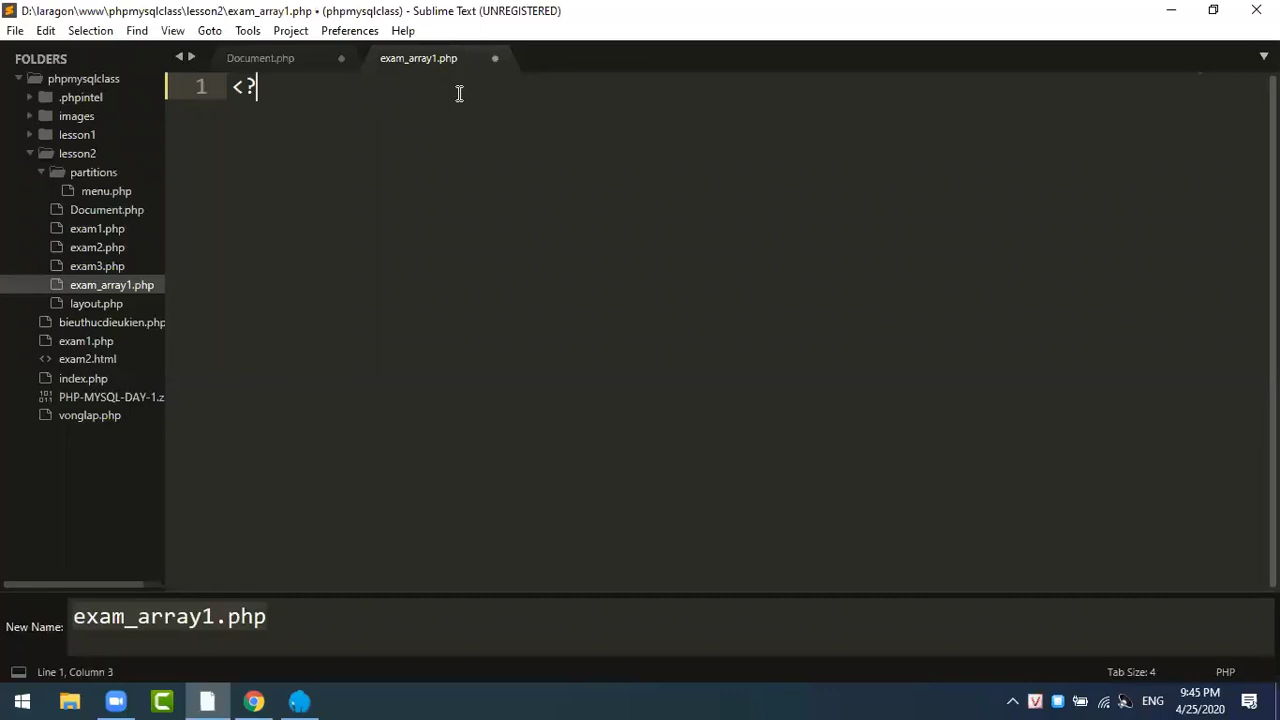 D:\laragon\www\phpmysqlclass\lesson2\exam_array1.php • (phpmysqlclass) - Sublime Text (UNREGISTERED)
File Edit Selection Find View Goto Tools Project Preferences Help
FOLDERS
phpmysqlclass
.phpintel
images
lesson1
lesson2
partitions
menu.php
Document.php
exam1.php
exam2.php
exam3.php
exam_array1.php
layout.php
bieuthucdieukien.php
exam1.php
exam2.html
index.php
PHP-MYSQL-DAY-1.z
vonglap.php
Document.php exam_array1.php
1 <?
New Name: exam_array1.php
Line 1, Column 3 Tab Size: 4 PHP
ENG 9:45 PM
4/25/2020